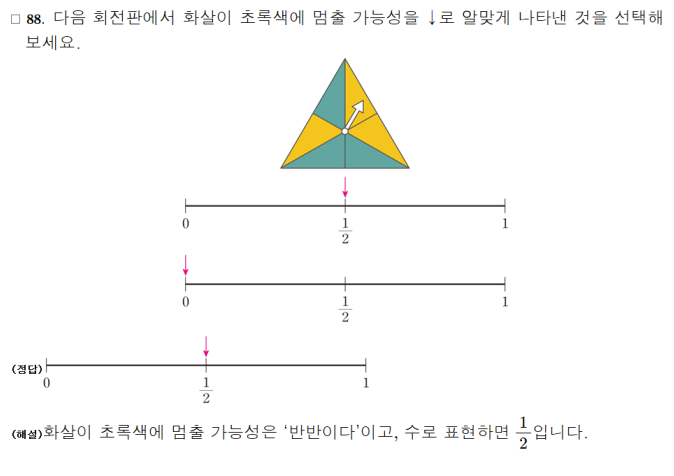 □ 88. 다음 회전판에서 화살이 초록색에 멈출 가능성을 ↓로 알맞게 나타낸 것을 선택해
보세요.
0 1/2 1
0 1/2 1
(정답) 0 1/2 1
(해설)화살이 초록색에 멈출 가능성은 ‘반반이다’이고, 수로 표현하면 1/2입니다.